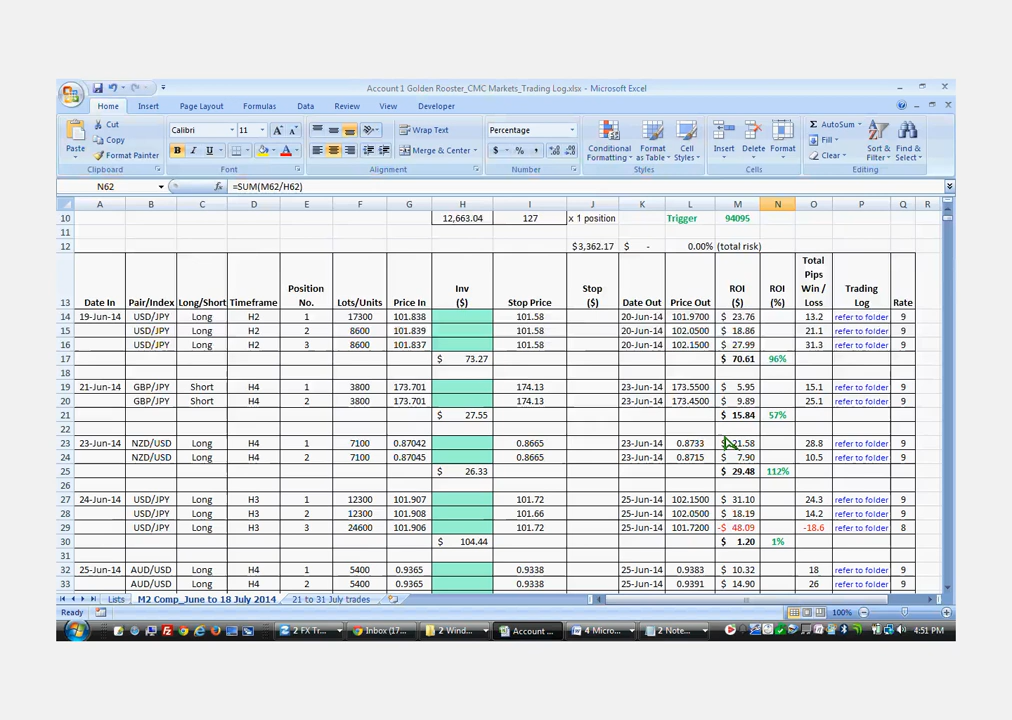 Account 1 Golden Rooster_CMC Markets_Trading Log.xlsx - Microsoft Excel
Home Insert Page Layout Formulas Data Review View Developer
Cut Calibri 11 Wrap Text Percentage AutoSum
Copy Fill
Paste Format Painter B I U Merge & Center $ % , Conditional Formatting Format as Table Cell Styles Insert Delete Format Clear Sort & Filter Find & Select
Clipboard Font Alignment Number Styles Cells Editing
N62 fx =SUM(M62/H62)
A B C D E F G H I J K L M N O P Q R
10 12,663.04 127 x 1 position Trigger 94095
11
12 $3,362.17 $ - 0.00% (total risk)
13 Date In Pair/Index Long/Short Timeframe Position No. Lots/Units Price In Inv ($) Stop Price Stop ($) Date Out Price Out ROI ($) ROI (%) Total Pips Win / Loss Trading Log Rate
14 19-Jun-14 USD/JPY Long H2 1 17300 101.838 101.58 20-Jun-14 101.9700 $ 23.76 13.2 refer to folder 9
15 USD/JPY Long H2 2 8600 101.839 101.58 20-Jun-14 102.0500 $ 18.86 21.1 refer to folder 9
16 USD/JPY Long H2 3 8600 101.837 101.58 20-Jun-14 102.1500 $ 27.99 31.3 refer to folder 9
17 $ 73.27 $ 70.61 96%
18
19 21-Jun-14 GBP/JPY Short H4 1 3800 173.701 174.13 23-Jun-14 173.5500 $ 5.95 15.1 refer to folder 9
20 GBP/JPY Short H4 2 3800 173.701 174.13 23-Jun-14 173.4500 $ 9.89 25.1 refer to folder 9
21 $ 27.55 $ 15.84 57%
22
23 23-Jun-14 NZD/USD Long H4 1 7100 0.87042 0.8665 23-Jun-14 0.8733 $ 21.58 28.8 refer to folder 9
24 NZD/USD Long H4 2 7100 0.87045 0.8665 23-Jun-14 0.8715 $ 7.90 10.5 refer to folder 9
25 $ 26.33 $ 29.48 112%
26
27 24-Jun-14 USD/JPY Long H3 1 12300 101.907 101.72 25-Jun-14 102.1500 $ 31.10 24.3 refer to folder 9
28 USD/JPY Long H3 2 12300 101.908 101.66 25-Jun-14 102.0500 $ 18.19 14.2 refer to folder 9
29 USD/JPY Long H3 3 24600 101.906 101.72 25-Jun-14 101.7200 -$ 48.09 -18.6 refer to folder 8
30 $ 104.44 $ 1.20 1%
31
32 25-Jun-14 AUD/USD Long H4 1 5400 0.9365 0.9338 25-Jun-14 0.9383 $ 10.32 18 refer to folder 9
33 AUD/USD Long H4 2 5400 0.9365 0.9338 25-Jun-14 0.9391 $ 14.90 26 refer to folder 9
Lists M2 Comp_June to 18 July 2014 21 to 31 July trades
Ready 100%
2 FX Tr... Inbox (17... 2 Wind... Account ... 4 Micro... 2 Note... 4:51 PM